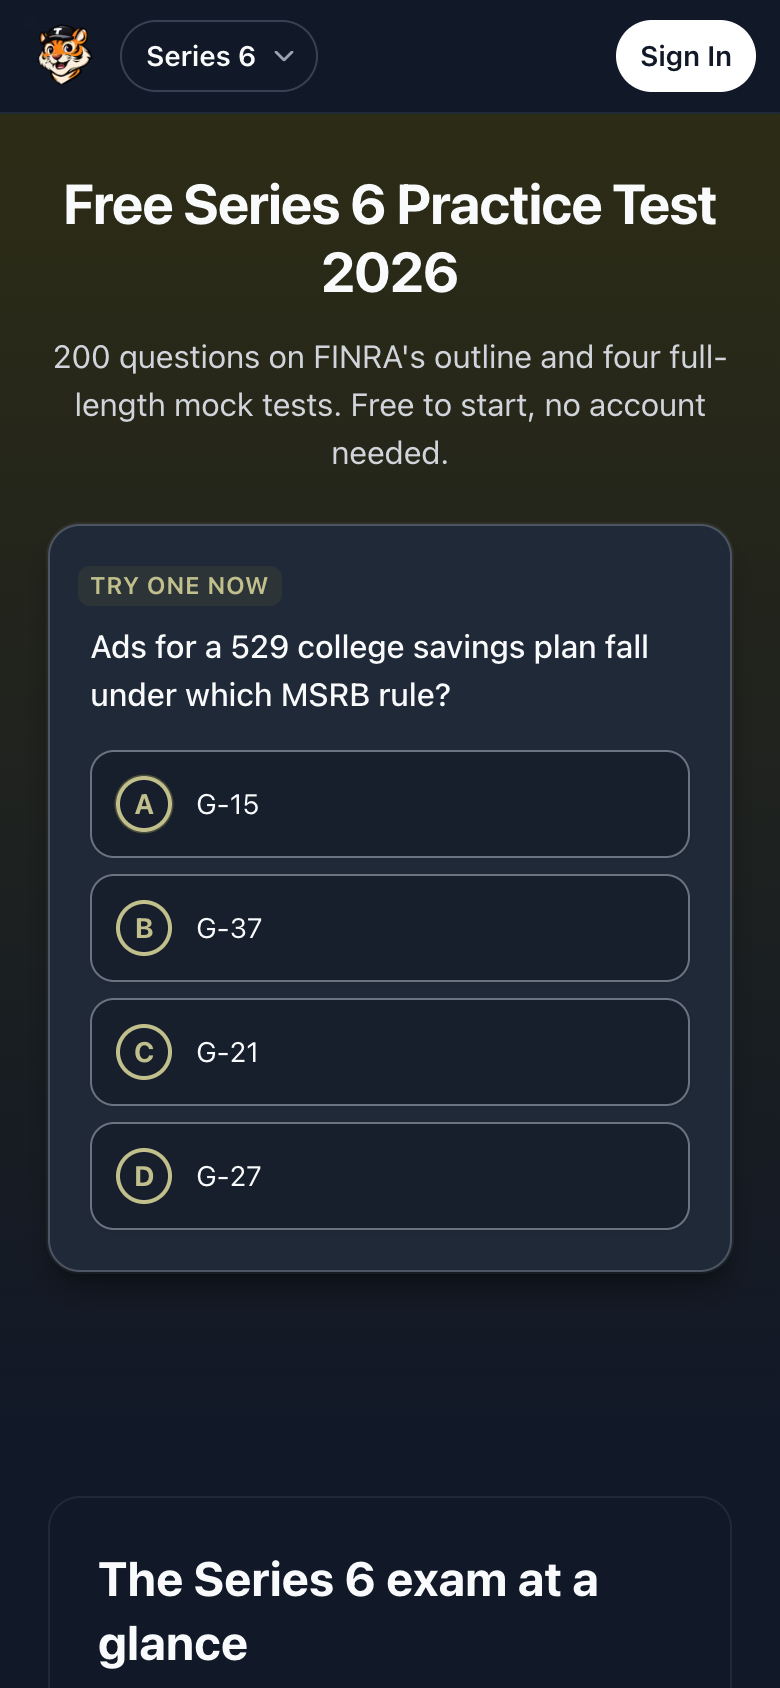 Series 6
Sign In
Free Series 6 Practice Test
2026
200 questions on FINRA's outline and four full-
length mock tests. Free to start, no account
needed.
TRY ONE NOW
Ads for a 529 college savings plan fall
under which MSRB rule?
A G-15
B G-37
C G-21
D G-27
The Series 6 exam at a
glance